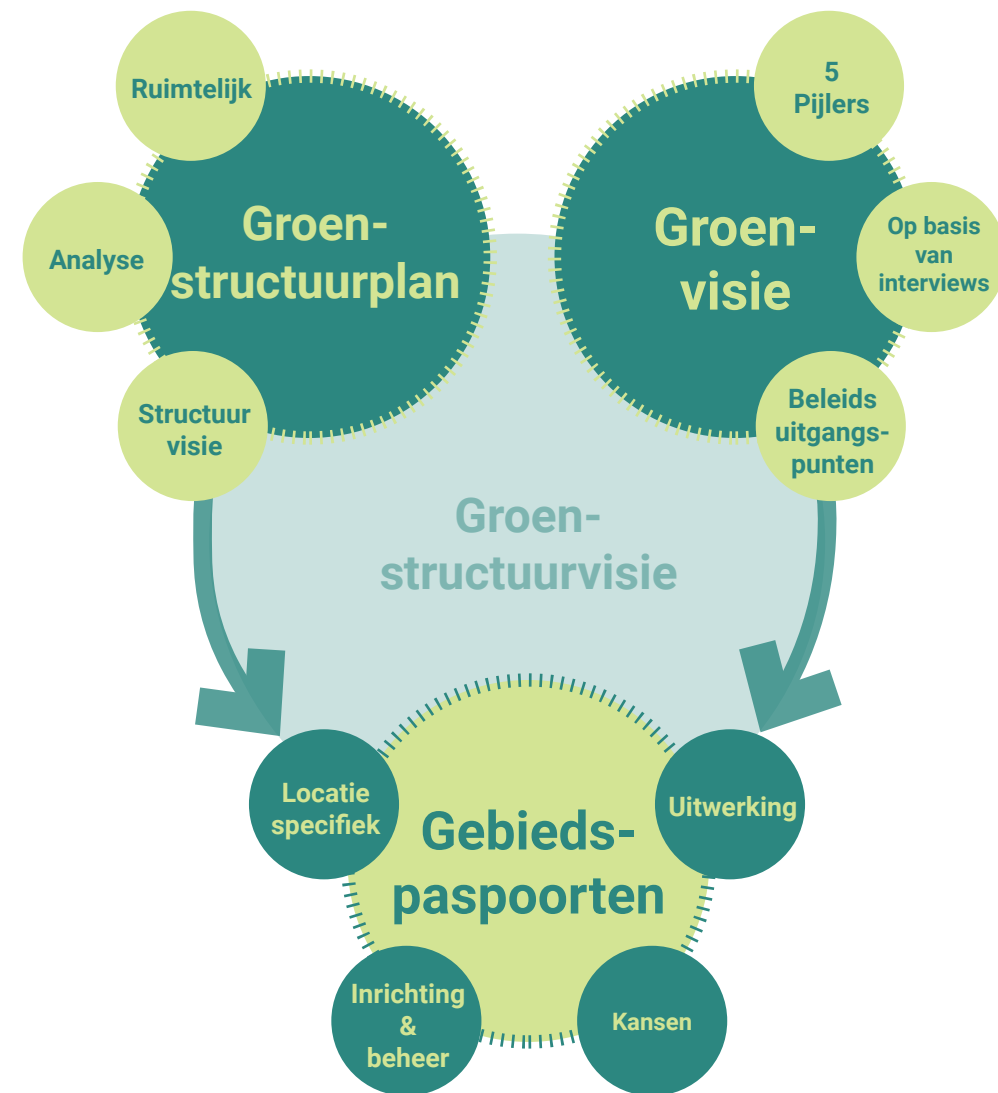 Ruimtelijk
Analyse
Structuur
visie
Groen-
structuurplan
5
Pijlers
Op basis
van
interviews
Beleids
uitgangs-
punten
Groen-
visie
Groen-
structuurvisie
Locatie
specifiek
Uitwerking
Gebieds-
paspoorten
Inrichting
&
beheer
Kansen